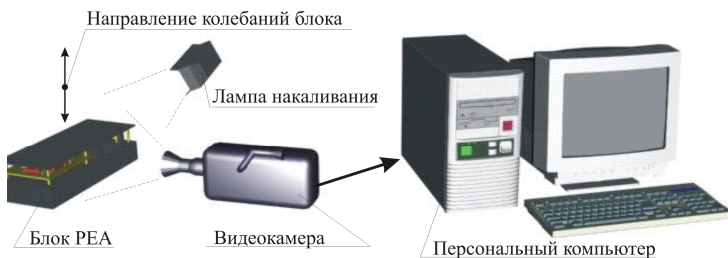 Направление колебаний блока
Лампа накаливания
Блок РЕА
Видеокамера
Персональный компьютер